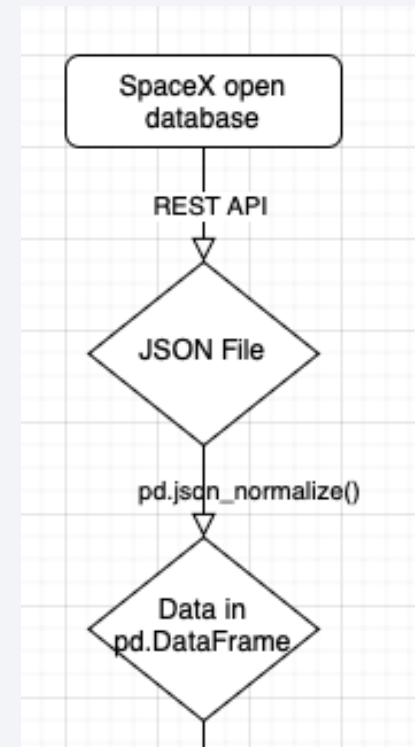 SpaceX open
database
REST API
JSON File
pd.json_normalize()
Data in
pd.DataFrame